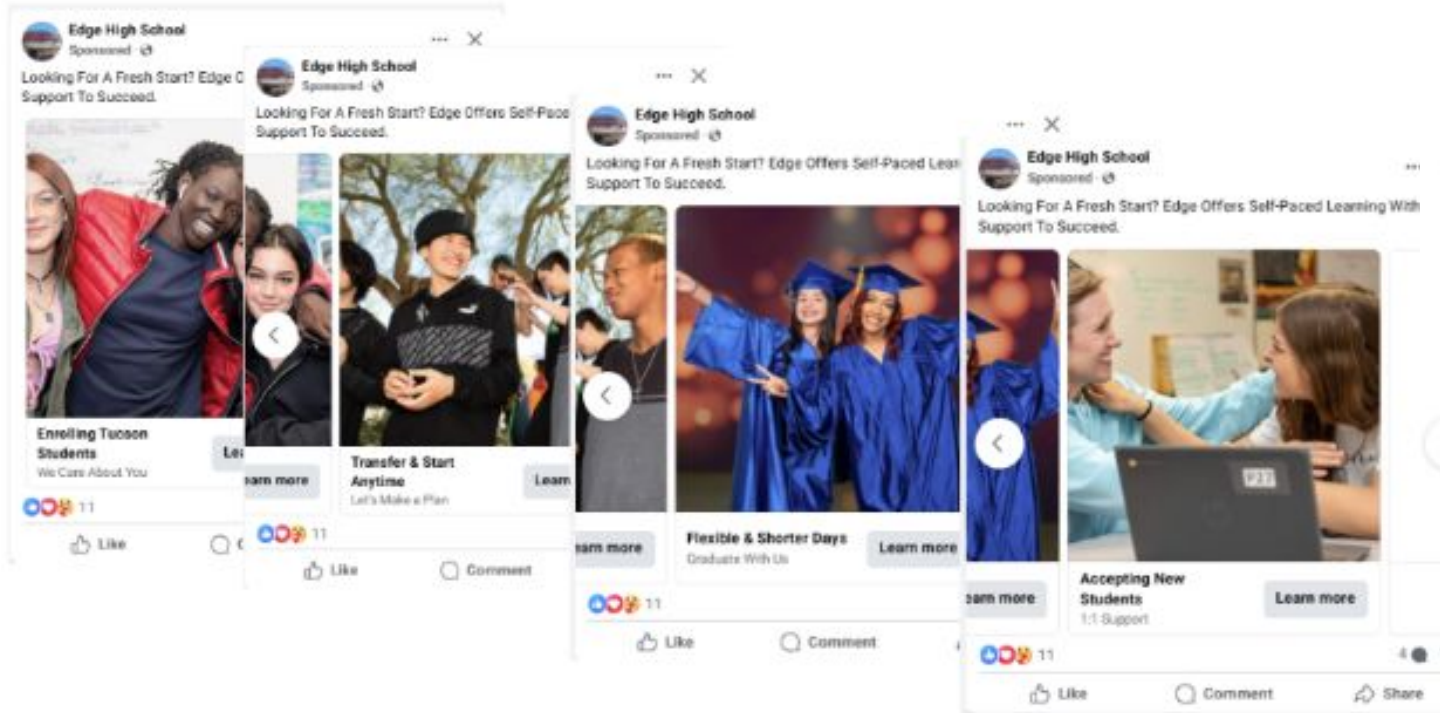 Edge High School
Sponsored
Looking For A Fresh Start? Edge O
Support To Succeed.
Enrolling Tucson
Students
We Care About You
Lea
11
Like
Edge High School
Sponsored
Looking For A Fresh Start? Edge Offers Self-Pace
Support To Succeed.
earn more
Transfer & Start
Anytime
Let's Make a Plan
Learn
11
Like
Comment
Edge High School
Sponsored
Looking For A Fresh Start? Edge Offers Self-Paced Lear
Support To Succeed.
earn more
Flexible & Shorter Days
Graduate With Us
Learn more
11
Like
Comment
Edge High School
Sponsored
Looking For A Fresh Start? Edge Offers Self-Paced Learning With
Support To Succeed.
earn more
Accepting New
Students
1:1 Support
Learn more
11
4
Like
Comment
Share